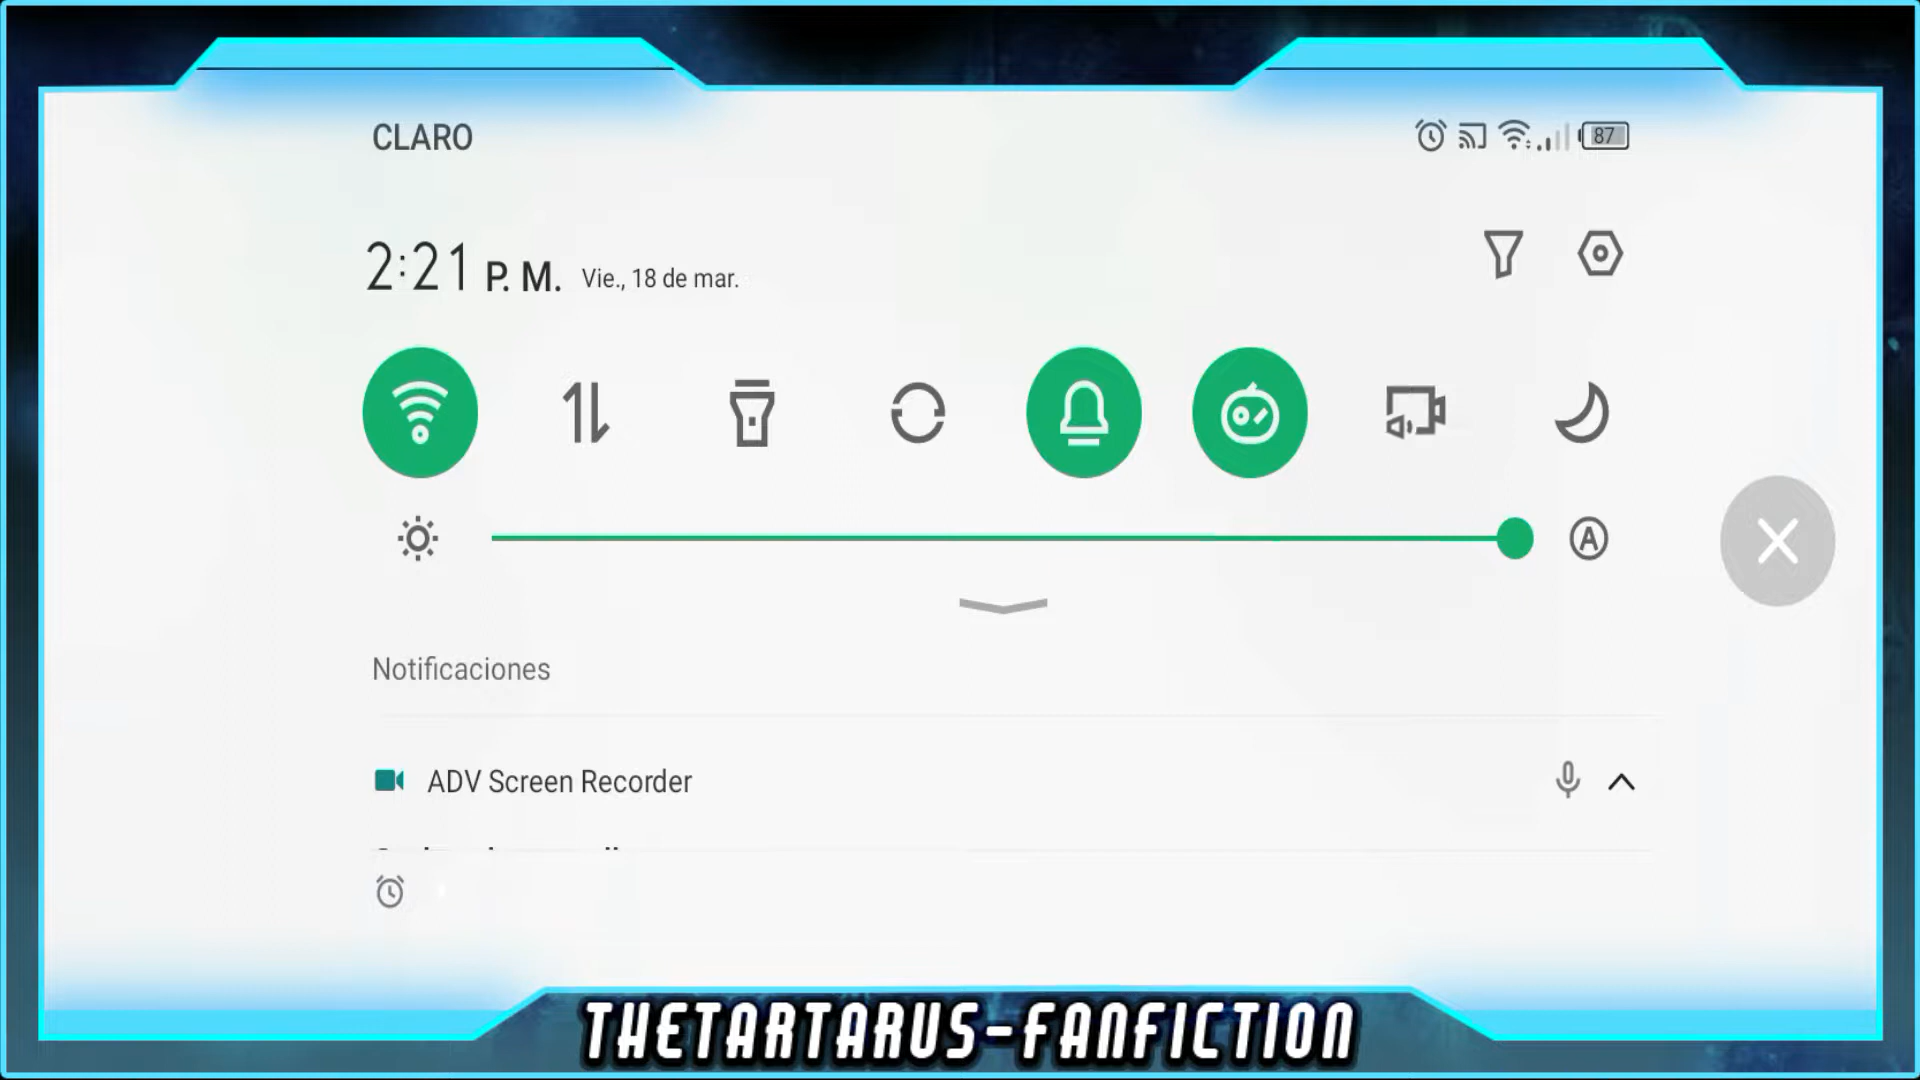 CLARO
87
2:21 P. M. Vie., 18 de mar.
A
Notificaciones
ADV Screen Recorder
THETARTARUS-FANFICTION